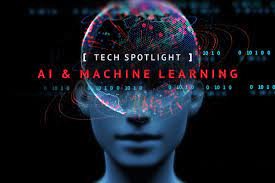 [ TECH SPOTLIGHT ]
AI & MACHINE LEARNING